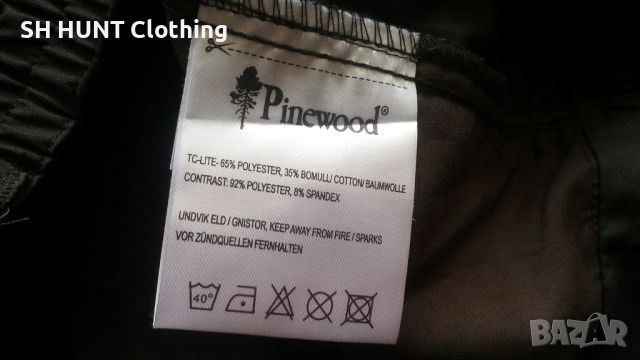 SH HUNT Clothing
Pinewood®
TC-LITE- 65% POLYESTER, 35% BOMULL/ COTTON/ BAUMWOLLE
CONTRAST: 92% POLYESTER, 8% SPANDEX
UNDVIK ELD / GNISTOR, KEEP AWAY FROM FIRE / SPARKS
VOR ZÜNDQUELLEN FERNHALTEN
40°
BAZAR